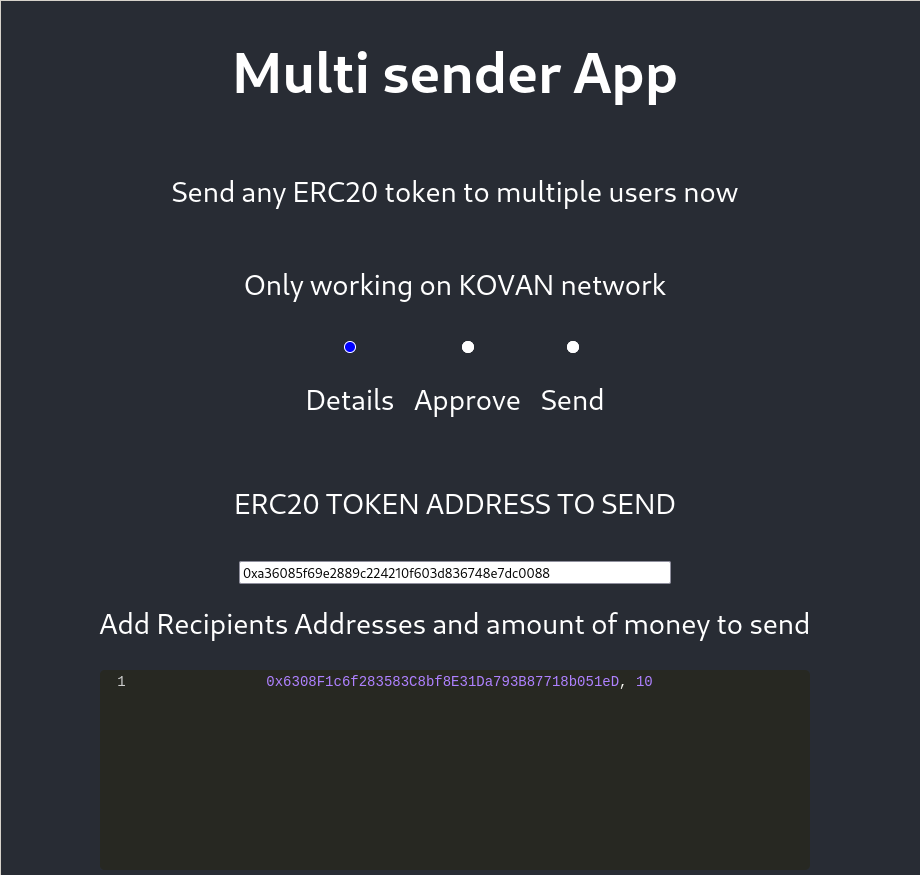 Multi sender App
Send any ERC20 token to multiple users now
Only working on KOVAN network
Details Approve Send
ERC20 TOKEN ADDRESS TO SEND
0xa36085f69e2889c224210f603d836748e7dc0088
Add Recipients Addresses and amount of money to send
1 0x6308F1c6f283583C8bf8E31Da793B87718b051eD, 10